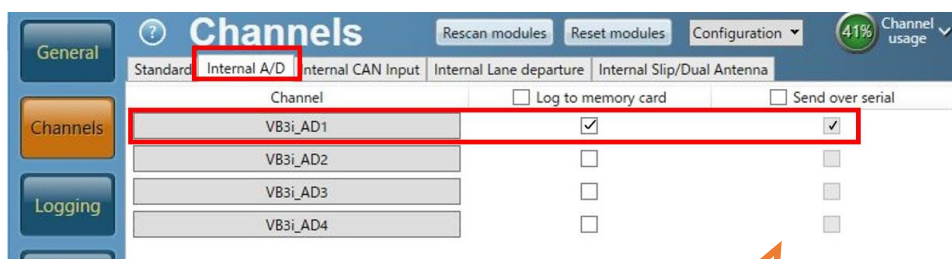 General
? Channels Rescan modules Reset modules Configuration 41% Channel usage
Standard Internal A/D Internal CAN Input Internal Lane departure Internal Slip/Dual Antenna
Channel Log to memory card Send over serial
Channels VB3i_AD1
VB3i_AD2
VB3i_AD3
Logging
VB3i_AD4